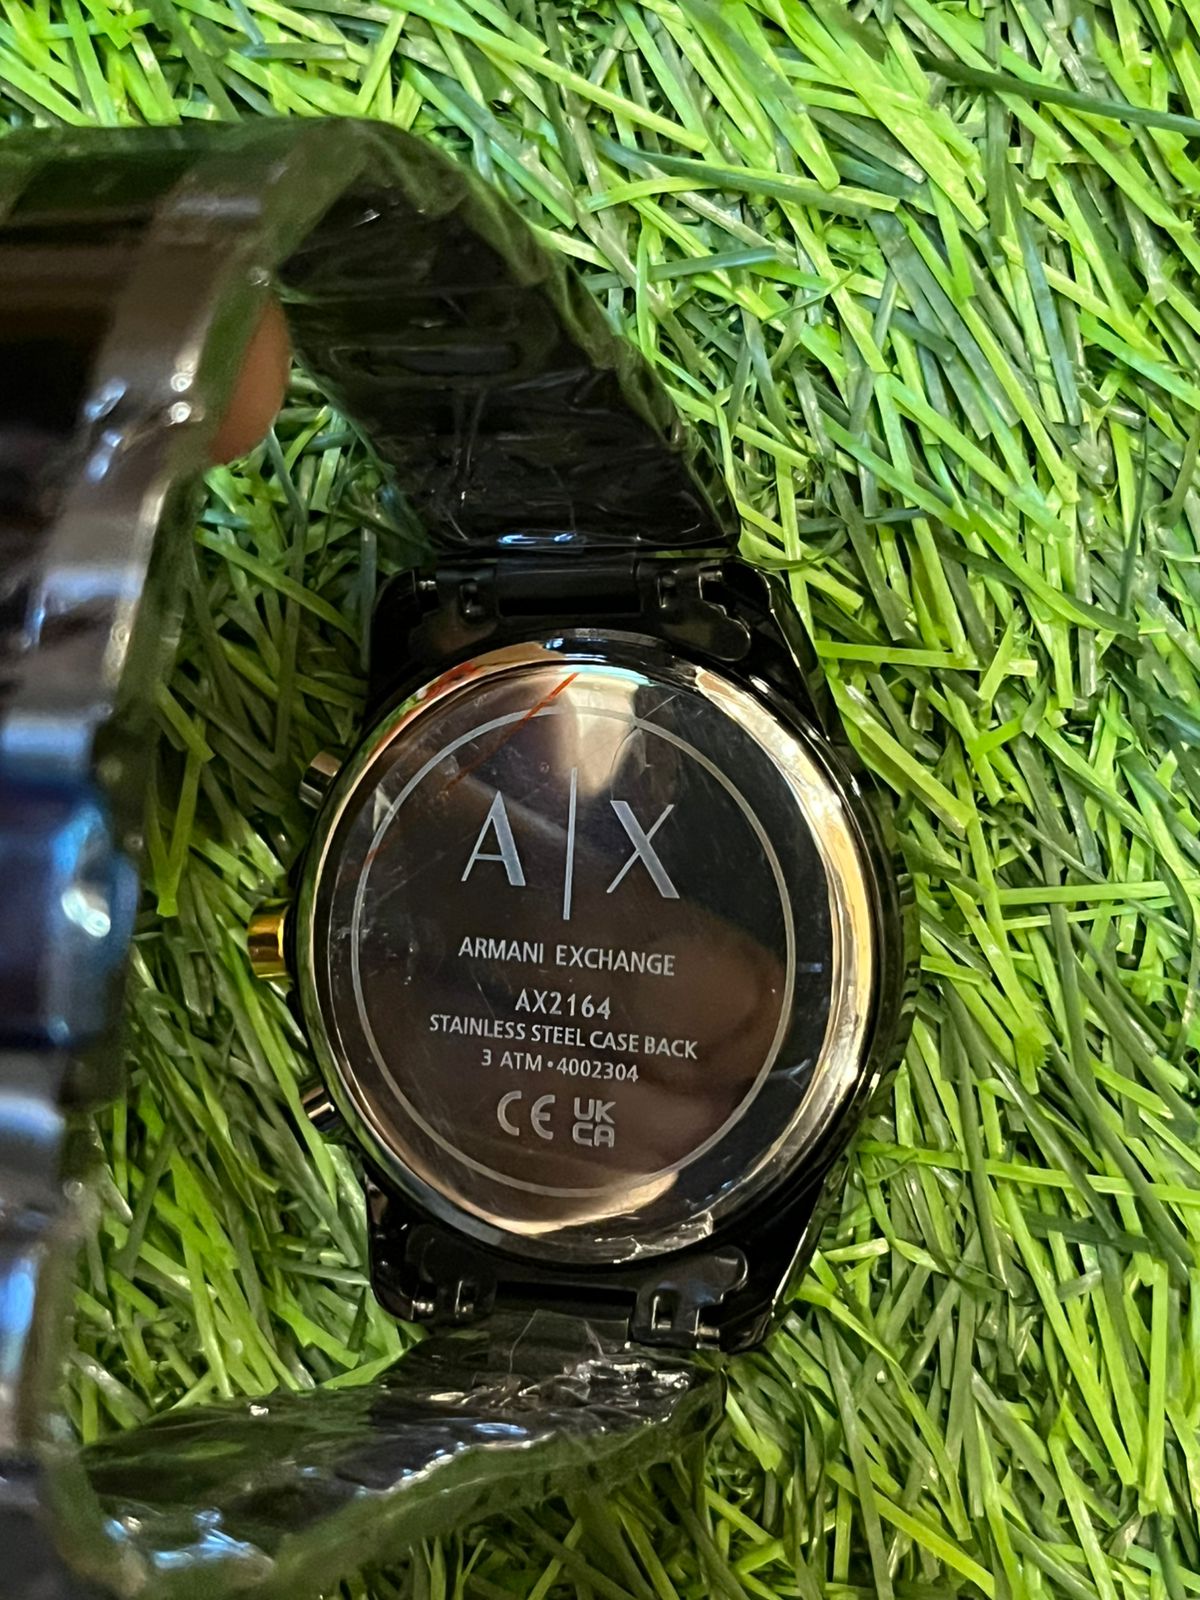 A|X
ARMANI EXCHANGE
AX2164
STAINLESS STEEL CASE BACK
3 ATM • 4002304
CE UK CA